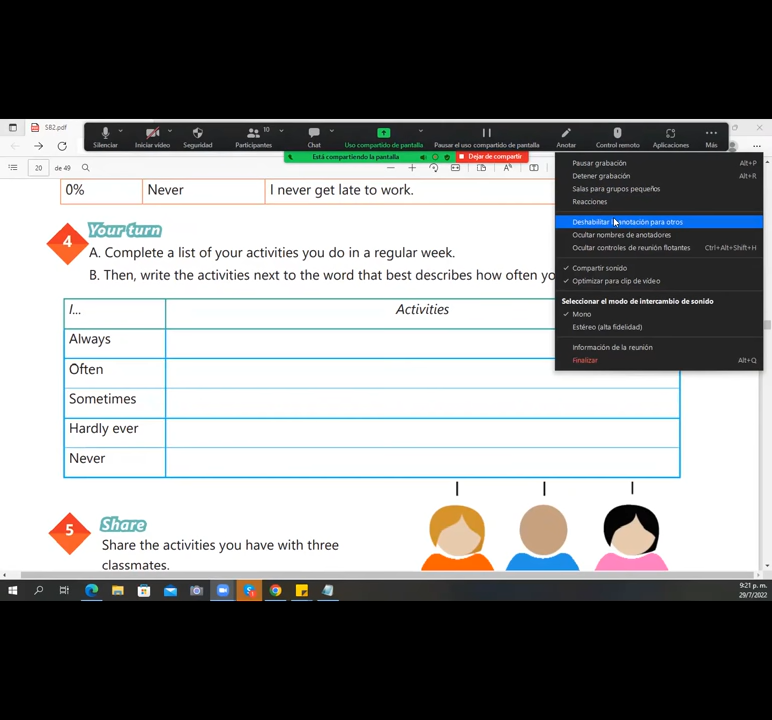 SB2.pdf
10
Silenciar
Iniciar video
Seguridad
Participantes
Chat
Uso compartido de pantalla
Pausar el uso compartido de pantalla
Anotar
Control remoto
Aplicaciones
Más
Está compartiendo la pantalla
Dejar de compartir
20 de 49
Pausar grabación Alt+P
Detener grabación Alt+R
Salas para grupos pequeños
Reacciones
Deshabilitar la anotación para otros
Ocultar nombres de anotadores
Ocultar controles de reunión flotantes Ctrl+Alt+Shift+H
Compartir sonido
Optimizar para clip de vídeo
Seleccionar el modo de intercambio de sonido
Mono
Estéreo (alta fidelidad)
Información de la reunión
Finalizar Alt+Q
0% Never I never get late to work.
4 Your turn
A. Complete a list of your activities you do in a regular week.
B. Then, write the activities next to the word that best describes how often yo
I... Activities
Always
Often
Sometimes
Hardly ever
Never
5 Share
Share the activities you have with three
classmates.
9:21 p. m.
29/7/2022